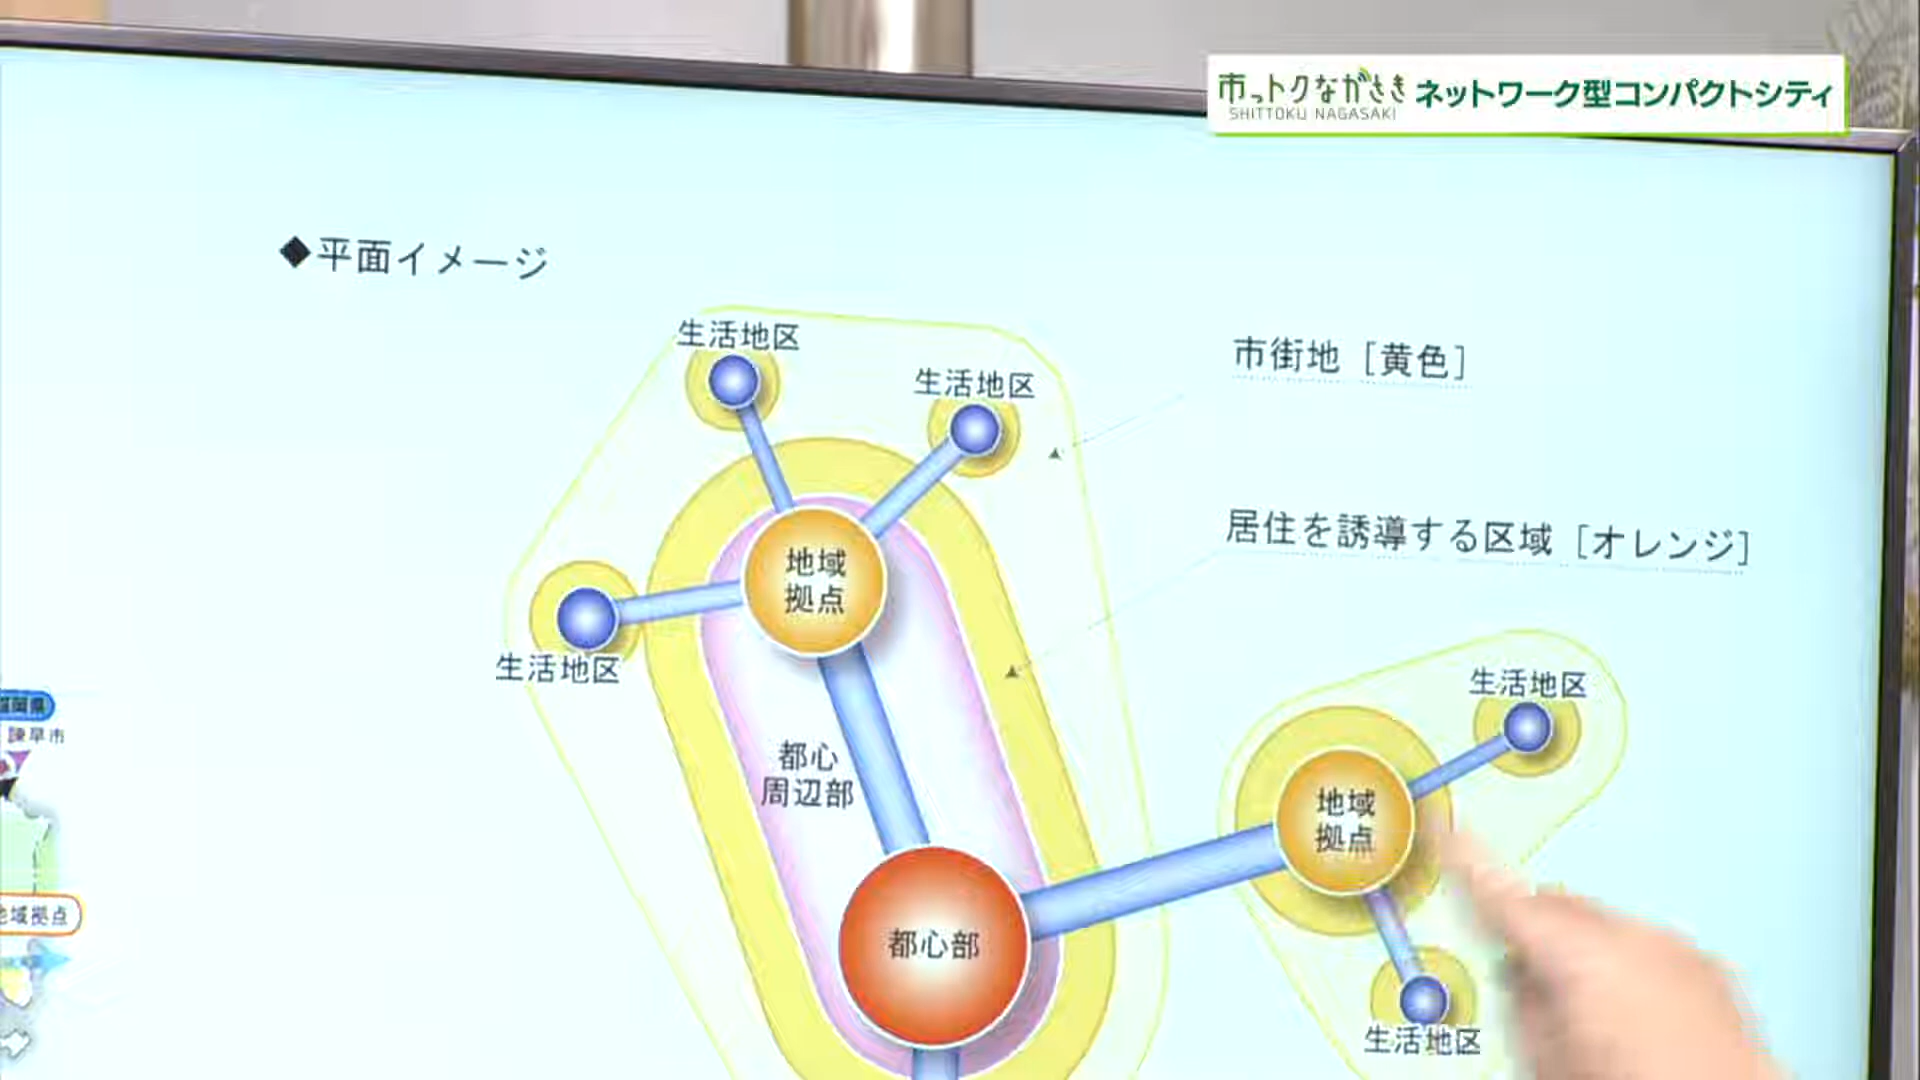 市っトクながさき ネットワーク型コンパクトシティ
SHITTOKU NAGASAKI
◆平面イメージ
生活地区
生活地区
市街地［黄色］
居住を誘導する区域［オレンジ］
地域
拠点
生活地区
生活地区
諫早市
都心
周辺部
地域
拠点
地域拠点
都心部
生活地区